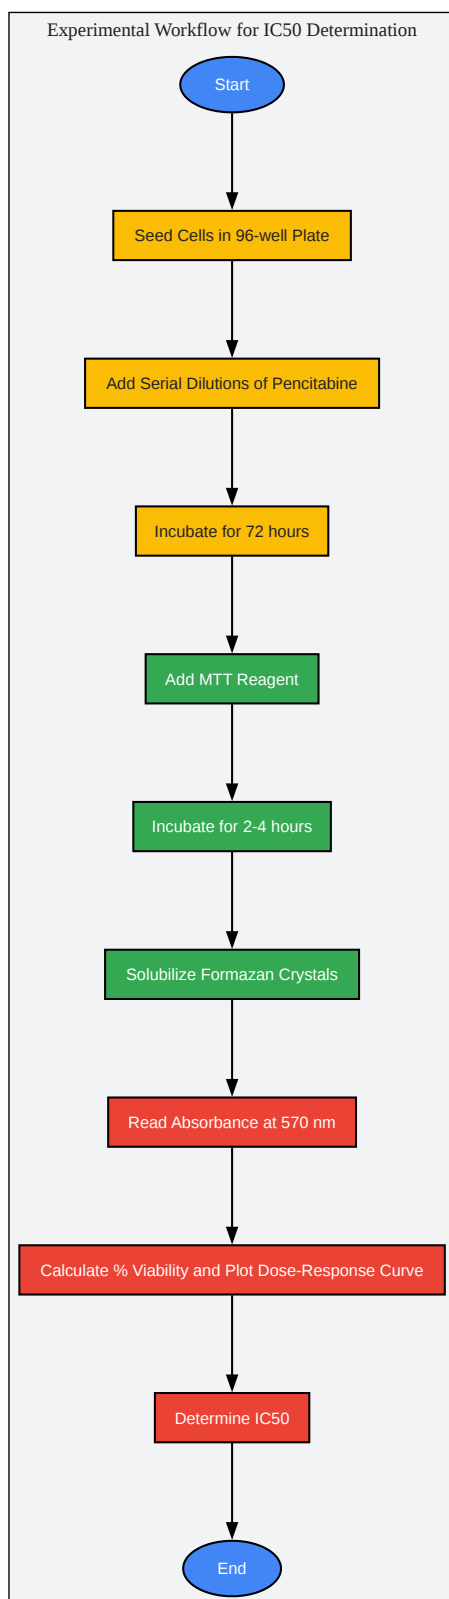 Experimental Workflow for IC50 Determination
Start
Seed Cells in 96-well Plate
Add Serial Dilutions of Pencitabine
Incubate for 72 hours
Add MTT Reagent
Incubate for 2-4 hours
Solubilize Formazan Crystals
Read Absorbance at 570 nm
Calculate % Viability and Plot Dose-Response Curve
Determine IC50
End